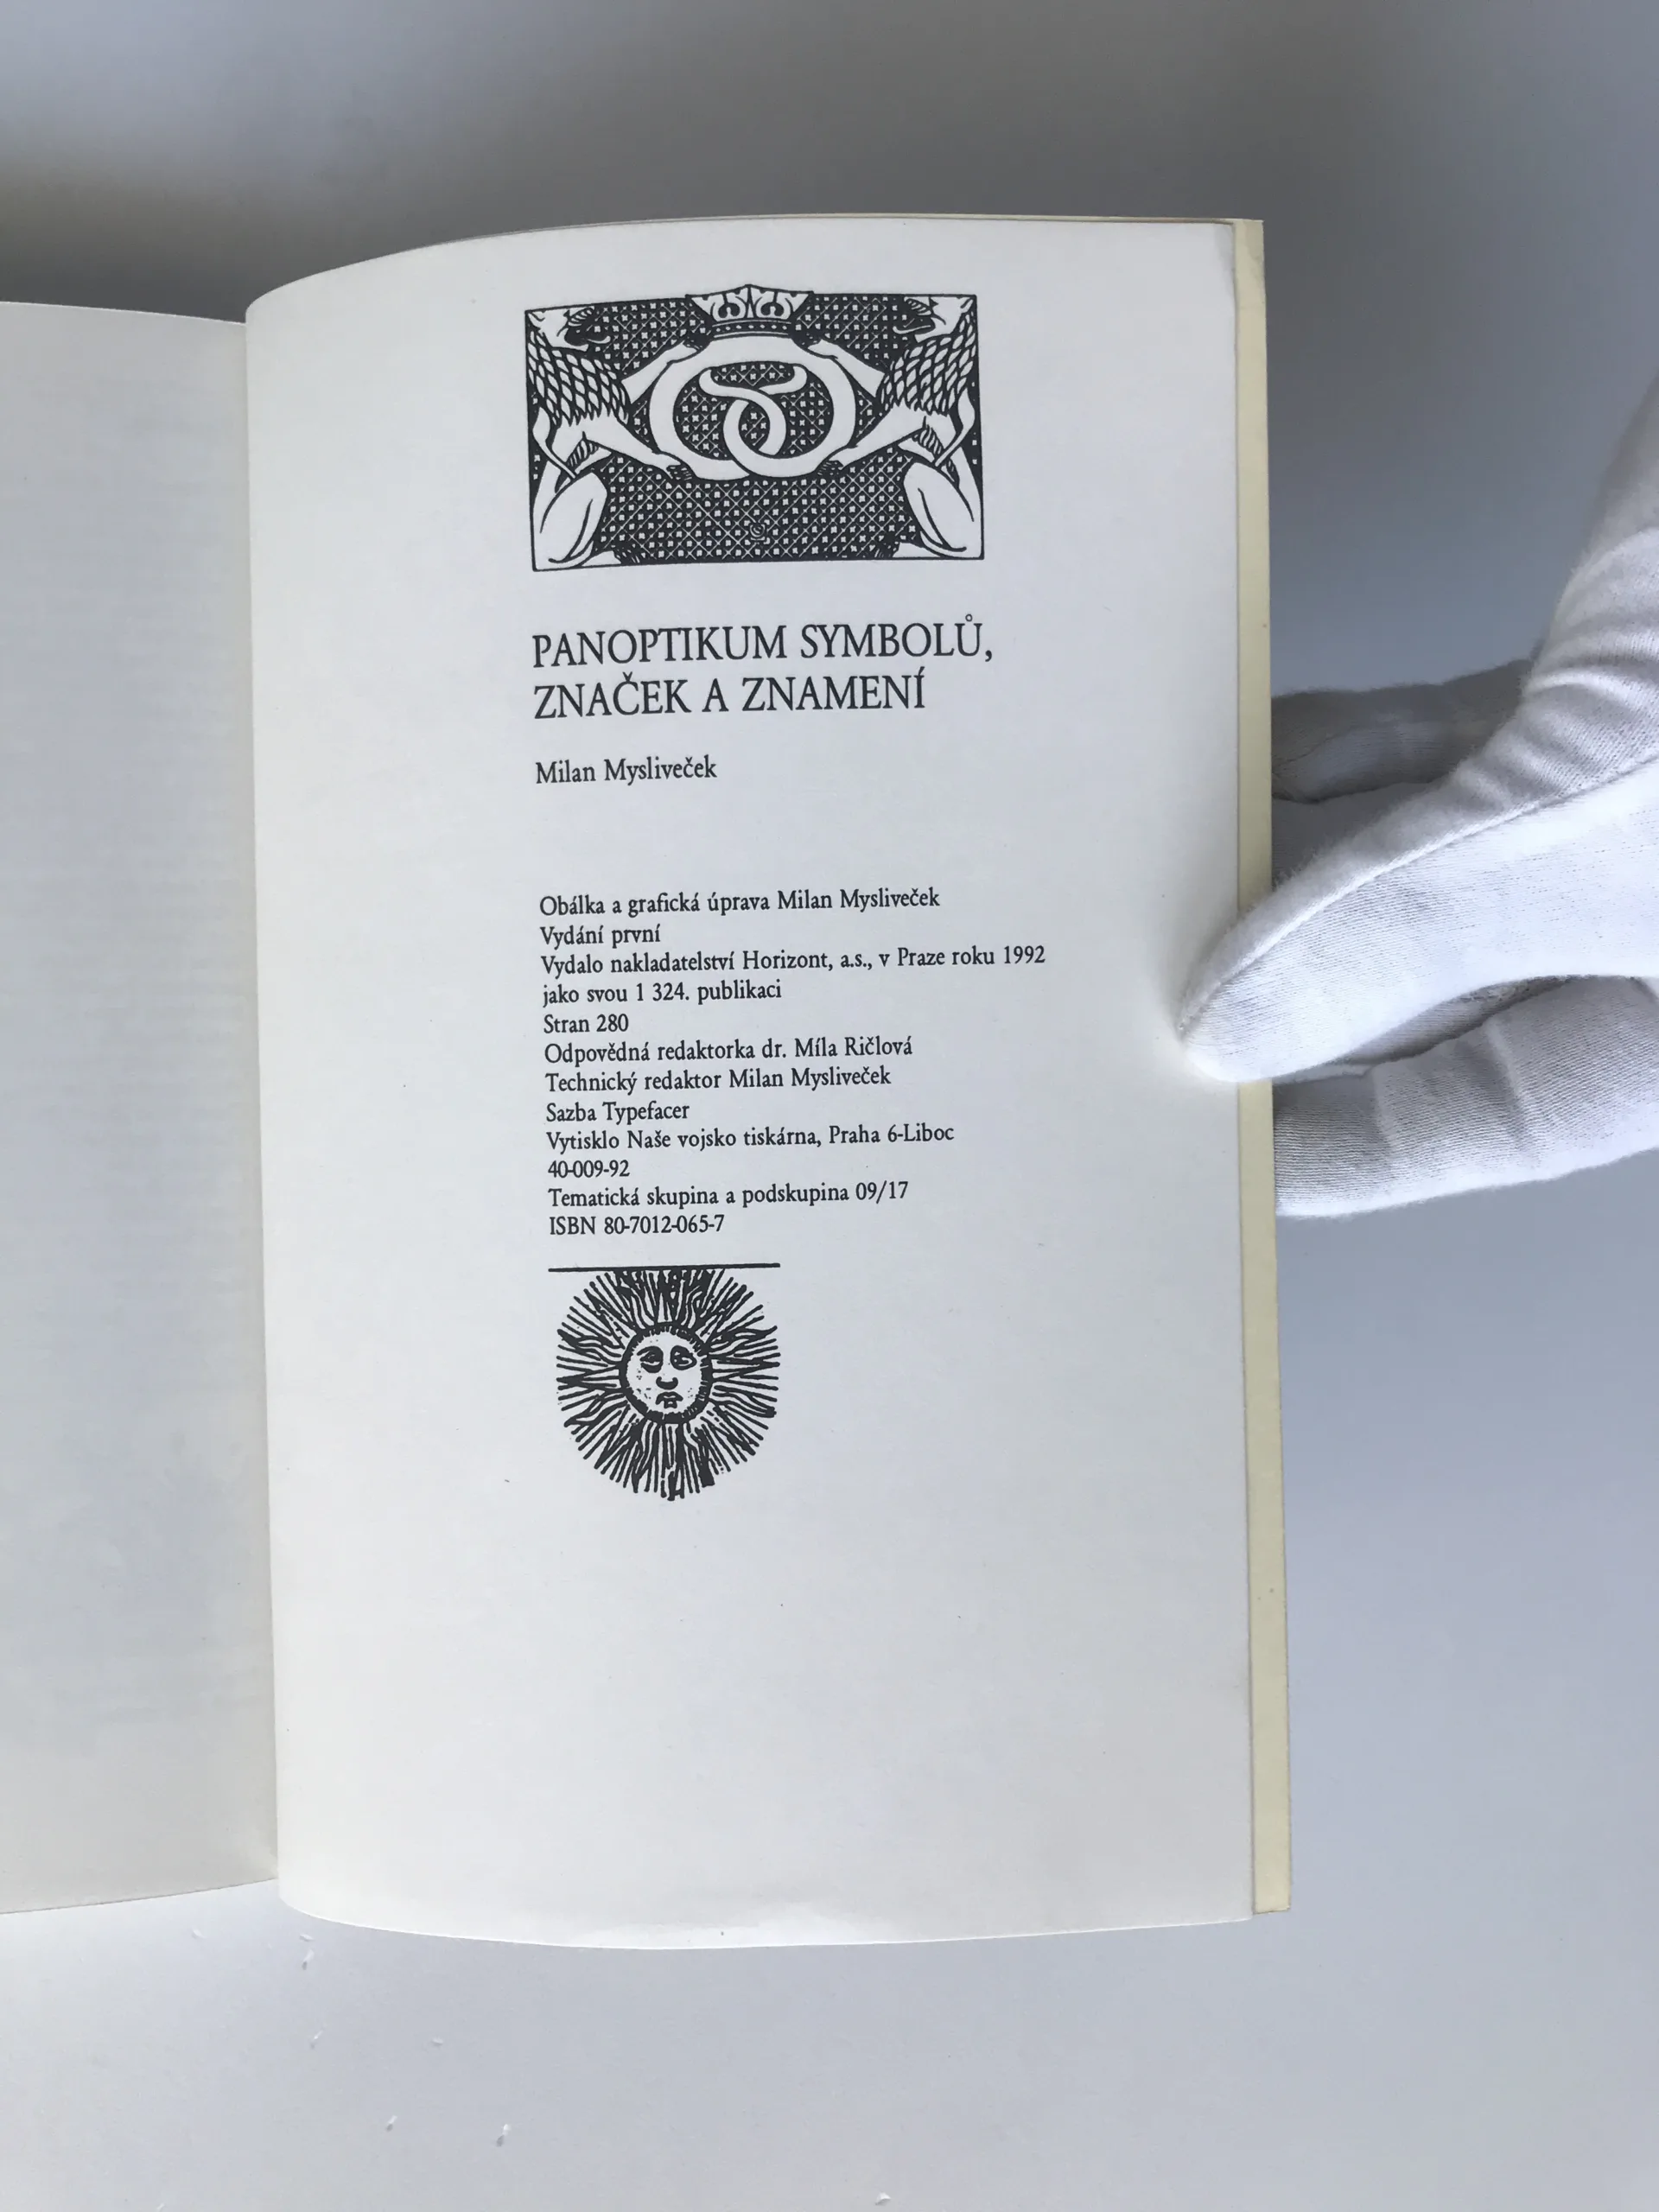 PANOPTIKUM SYMBOLŮ,
ZNAČEK A ZNAMENÍ
Milan Mysliveček
Obálka a grafická úprava Milan Mysliveček
Vydání první
Vydalo nakladatelství Horizont, a.s., v Praze roku 1992
jako svou 1 324. publikaci
Stran 280
Odpovědná redaktorka dr. Míla Ričlová
Technický redaktor Milan Mysliveček
Sazba Typefacer
Vytisklo Naše vojsko tiskárna, Praha 6-Liboc
40-009-92
Tematická skupina a podskupina 09/17
ISBN 80-7012-065-7